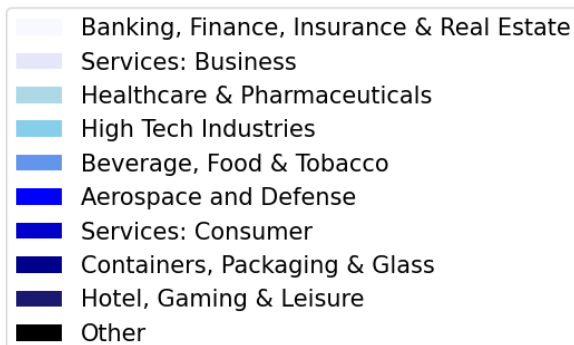 Banking, Finance, Insurance & Real Estate
Services: Business
Healthcare & Pharmaceuticals
High Tech Industries
Beverage, Food & Tobacco
Aerospace and Defense
Services: Consumer
Containers, Packaging & Glass
Hotel, Gaming & Leisure
Other